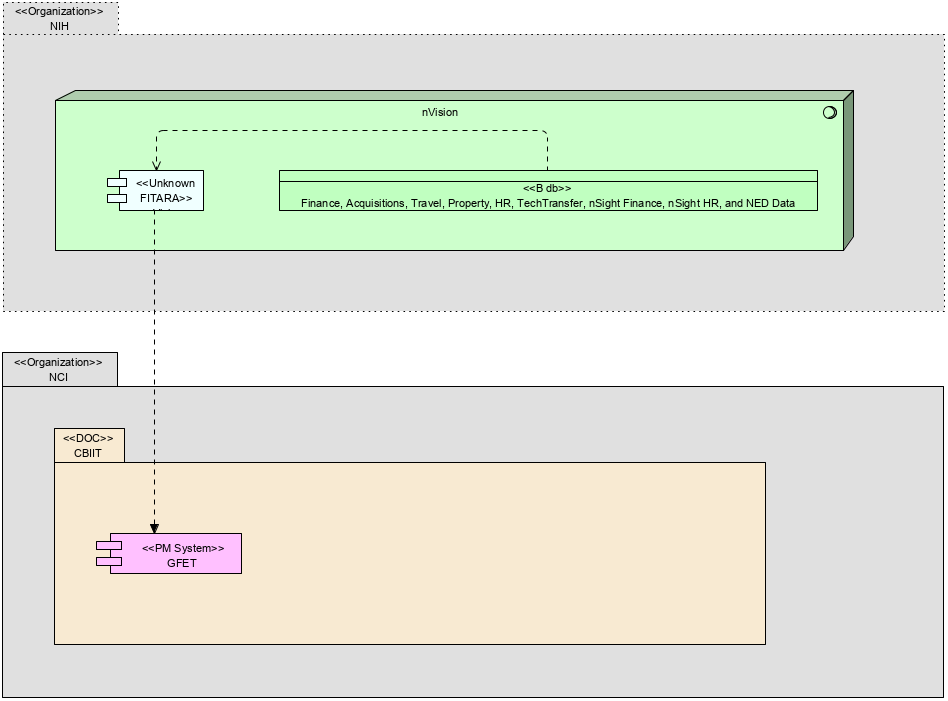 <<Organization>>
NIH
nVision
<<Unknown
FITARA>>
<<B db>>
Finance, Acquisitions, Travel, Property, HR, TechTransfer, nSight Finance, nSight HR, and NED Data
<<Organization>>
NCI
<<DOC>>
CBIIT
<<PM System>>
GFET